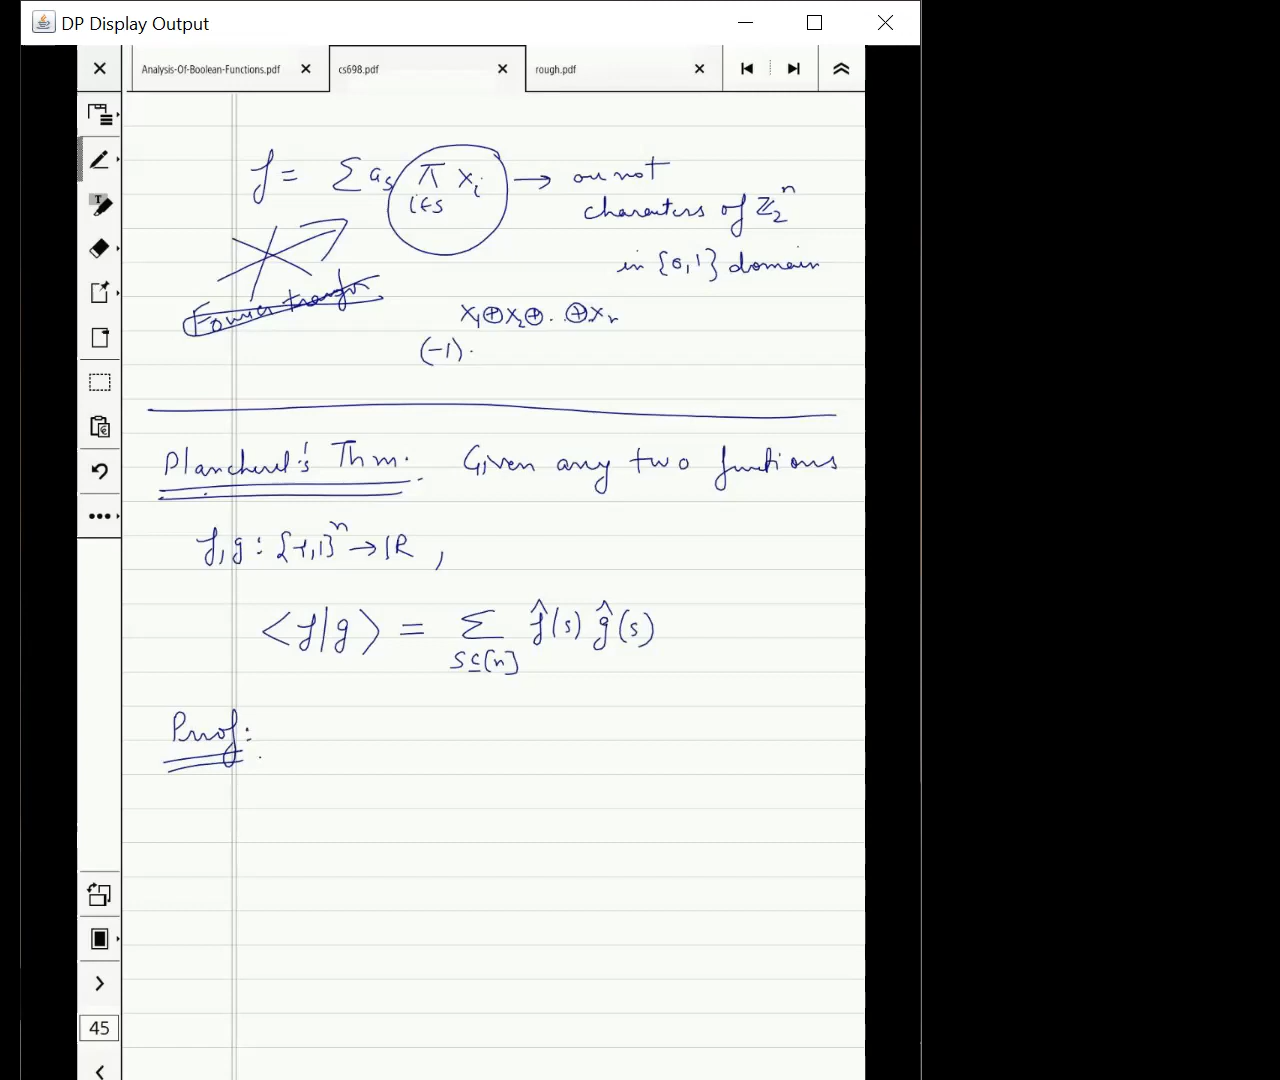 DP Display Output
Analysis-Of-Boolean-Functions.pdf
cs698.pdf
rough.pdf
f = Σ a_S π x_i → are not
i∈S
characters of ℤ_2^n
in {0,1} domain
Fourier transfor
x_1⊕x_2⊕. .⊕x_n
(-1).
Plancherel's Thm. Given any two functions
f,g : {-1,1}^n → ℝ ,
<f|g> = Σ f̂(s) ĝ(s)
S⊆[n]
Proof:
45